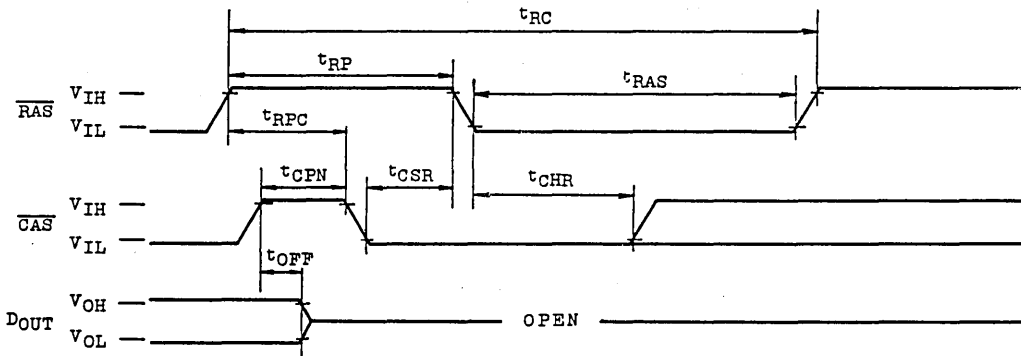 tRC
tRP
tRAS
RAS
VIH
VIL
tRPC
tCPN
tCSR
tCHR
CAS
VIH
VIL
tOFF
DOUT
VOH
VOL
OPEN